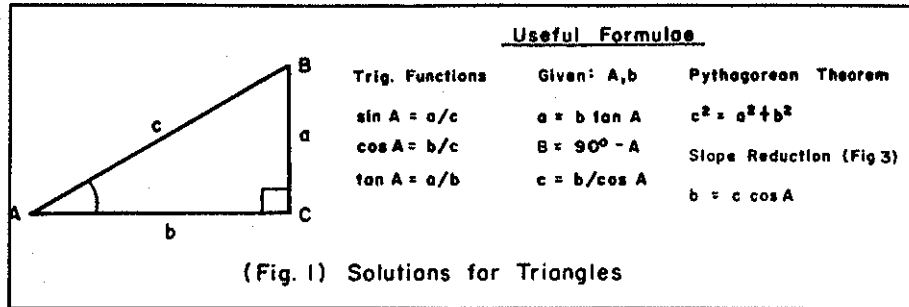 Useful Formulae
Trig. Functions
sin A = a/c
cos A = b/c
tan A = a/b
Given: A,b
a = b tan A
B = 90° - A
c = b/cos A
Pythagorean Theorem
c² = a² + b²
Slope Reduction (Fig 3)
b = c cos A
B
c
a
A
C
b
(Fig. 1) Solutions for Triangles